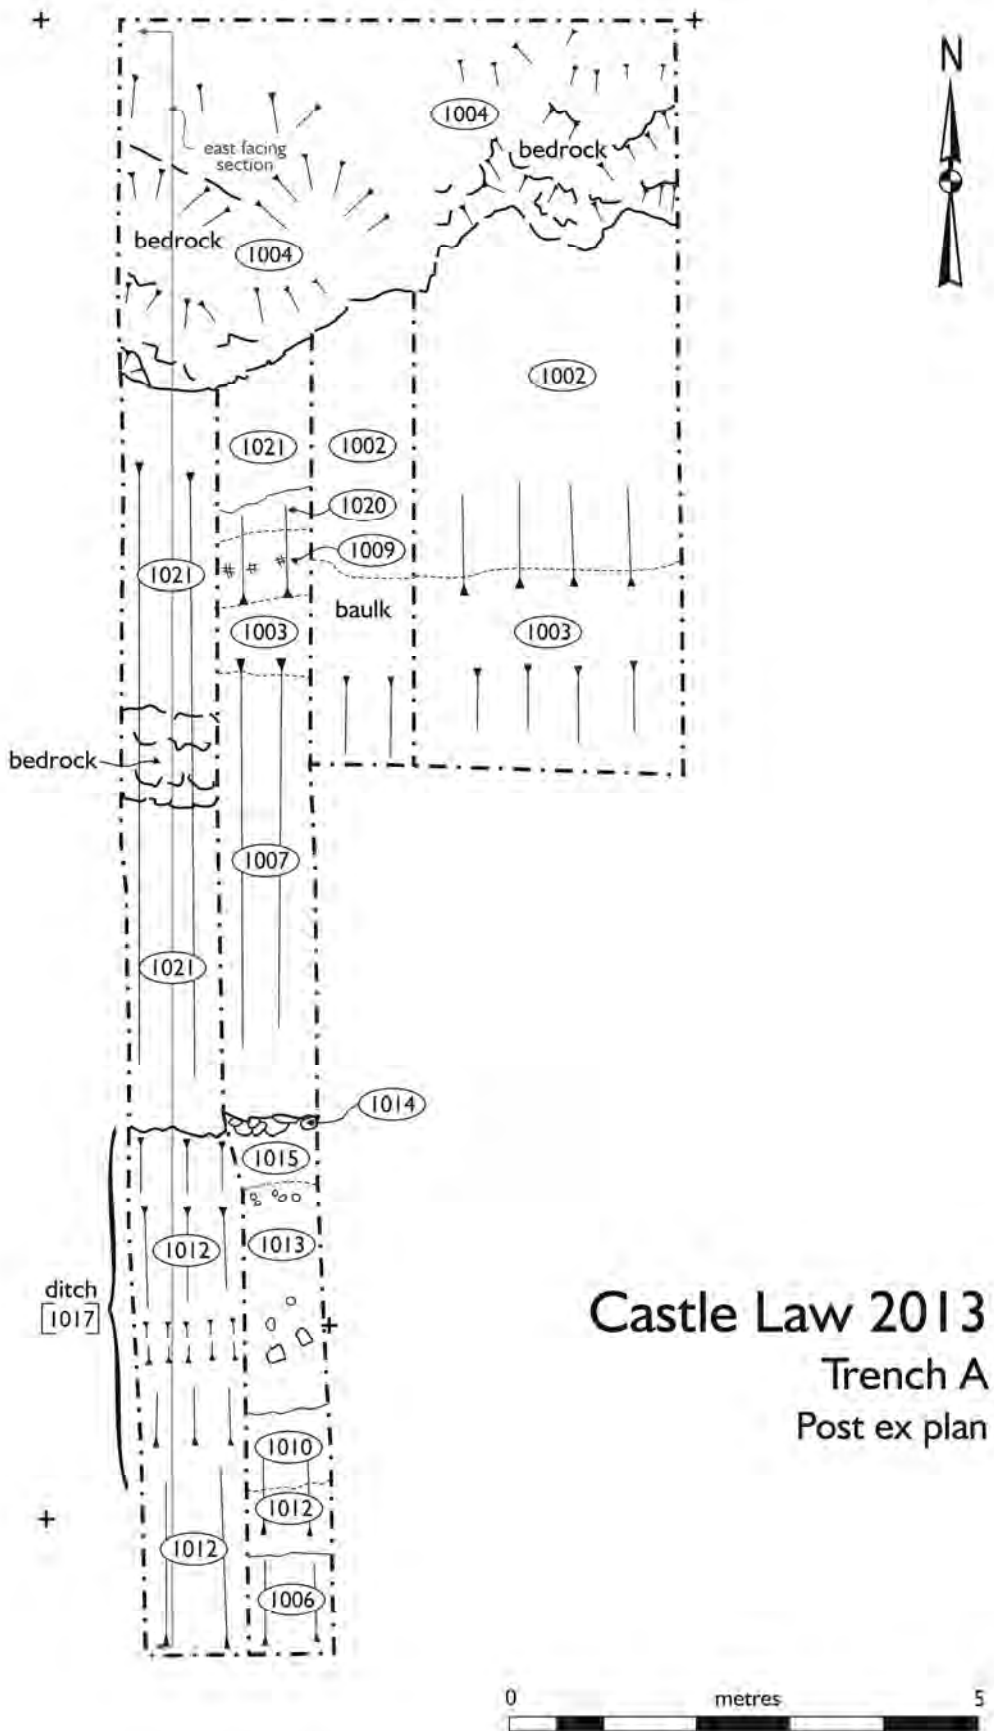 N
1004
east facing
section
bedrock
bedrock
1004
1002
1021
1002
1020
1009
1021
baulk
1003
1003
bedrock
1007
1021
1014
1015
1013
1012
ditch
[1017]
Castle Law 2013
Trench A
Post ex plan
1010
1012
1012
1006
0 metres 5